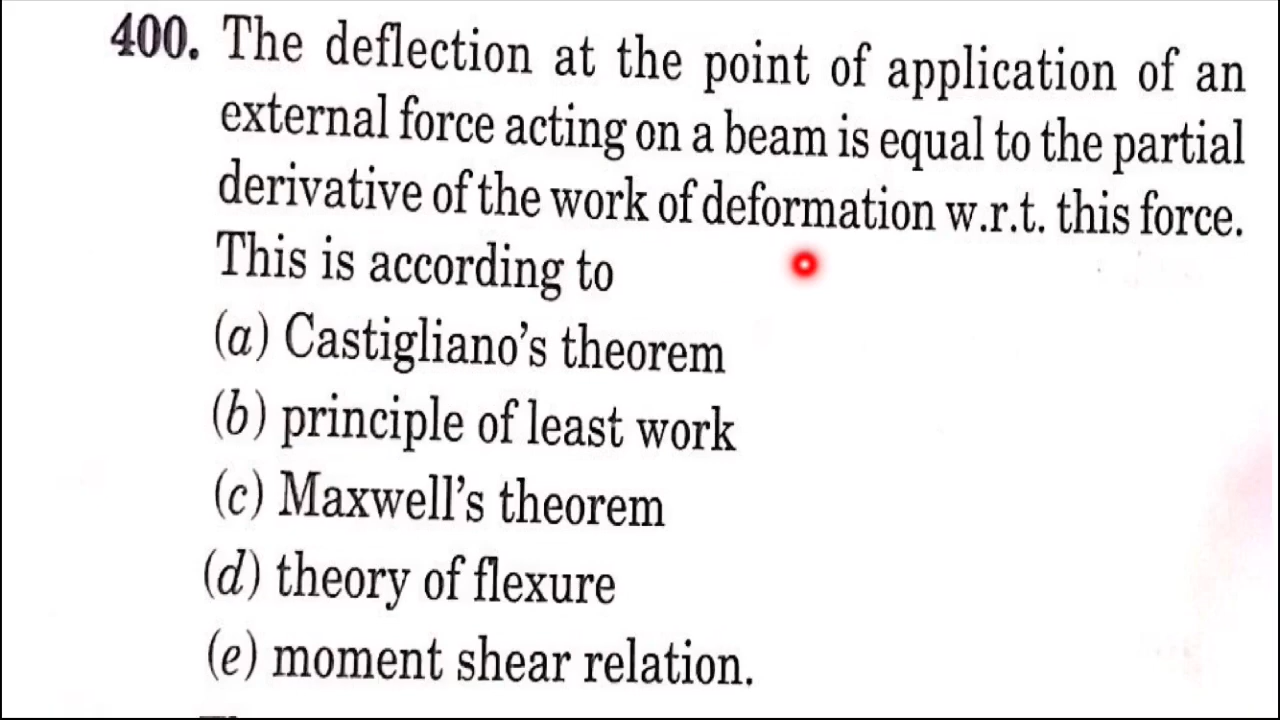 400. The deflection at the point of application of an
external force acting on a beam is equal to the partial
derivative of the work of deformation w.r.t. this force.
This is according to
(a) Castigliano's theorem
(b) principle of least work
(c) Maxwell's theorem
(d) theory of flexure
(e) moment shear relation.